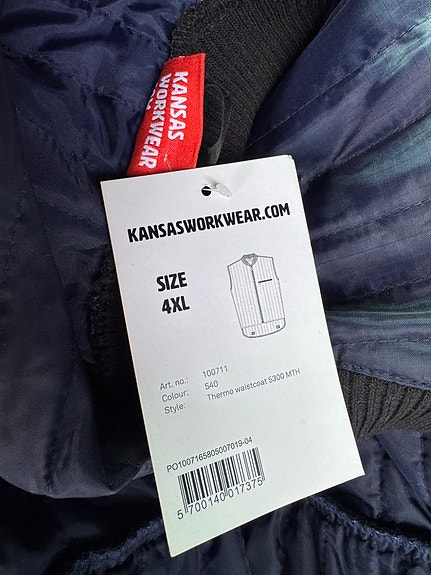 KANSAS
WORKWEAR
KANSASWORKWEAR.COM
SIZE
4XL
Art. no.: 100711
Colour: 540
Style: Thermo waistcoat 5300 MTH
PO1007165805007019-04
5 700140 017375